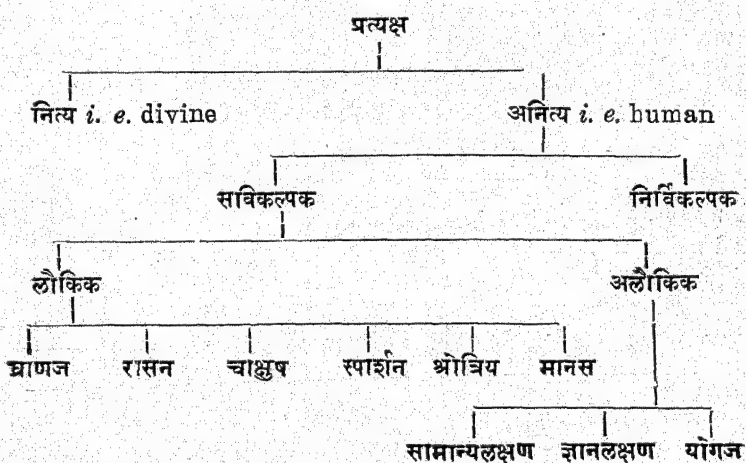 प्रत्यक्ष
नित्य i. e. divine अनित्य i. e. human
सविकल्पक निर्विकल्पक
लौकिक अलौकिक
घ्राणज रासन चाक्षुष स्पार्शन श्रोत्रिय मानस
सामान्यलक्षण ज्ञानलक्षण योगज